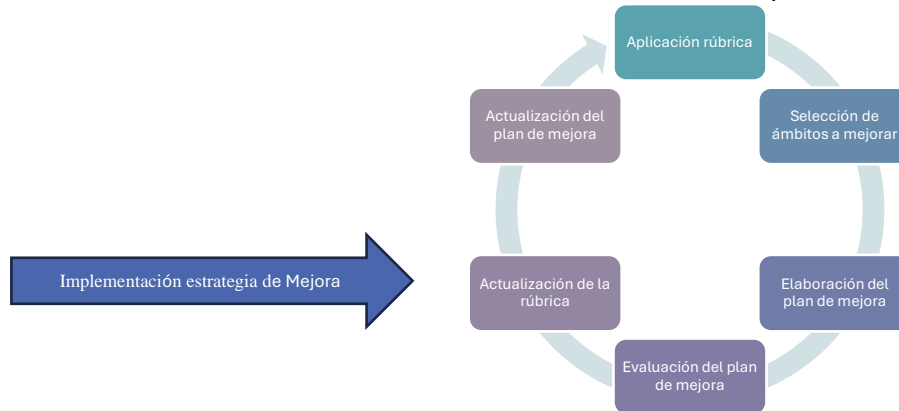 Aplicación rúbrica
Selección de
ámbitos a mejorar
Elaboración del
plan de mejora
Evaluación del plan
de mejora
Actualización de la
rúbrica
Actualización del
plan de mejora
Implementación estrategia de Mejora